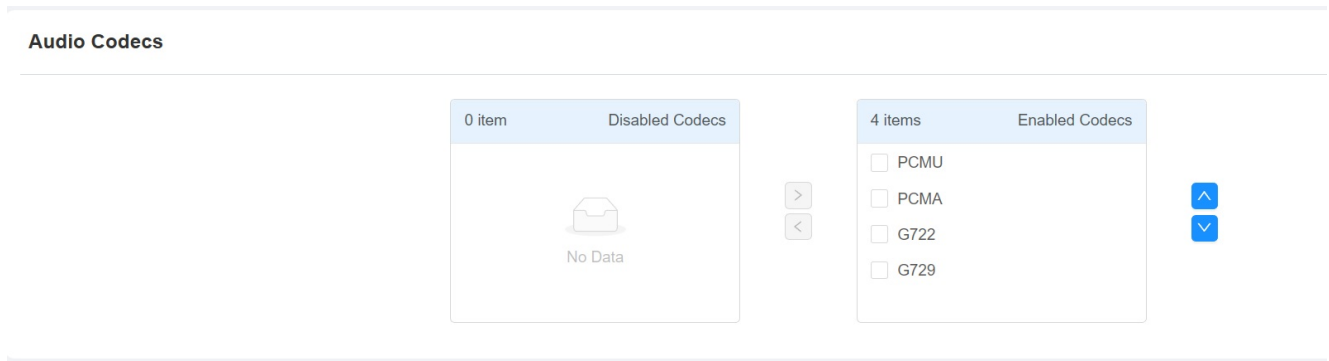 Audio Codecs
0 item Disabled Codecs
No Data
4 items Enabled Codecs
PCMU
PCMA
G722
G729